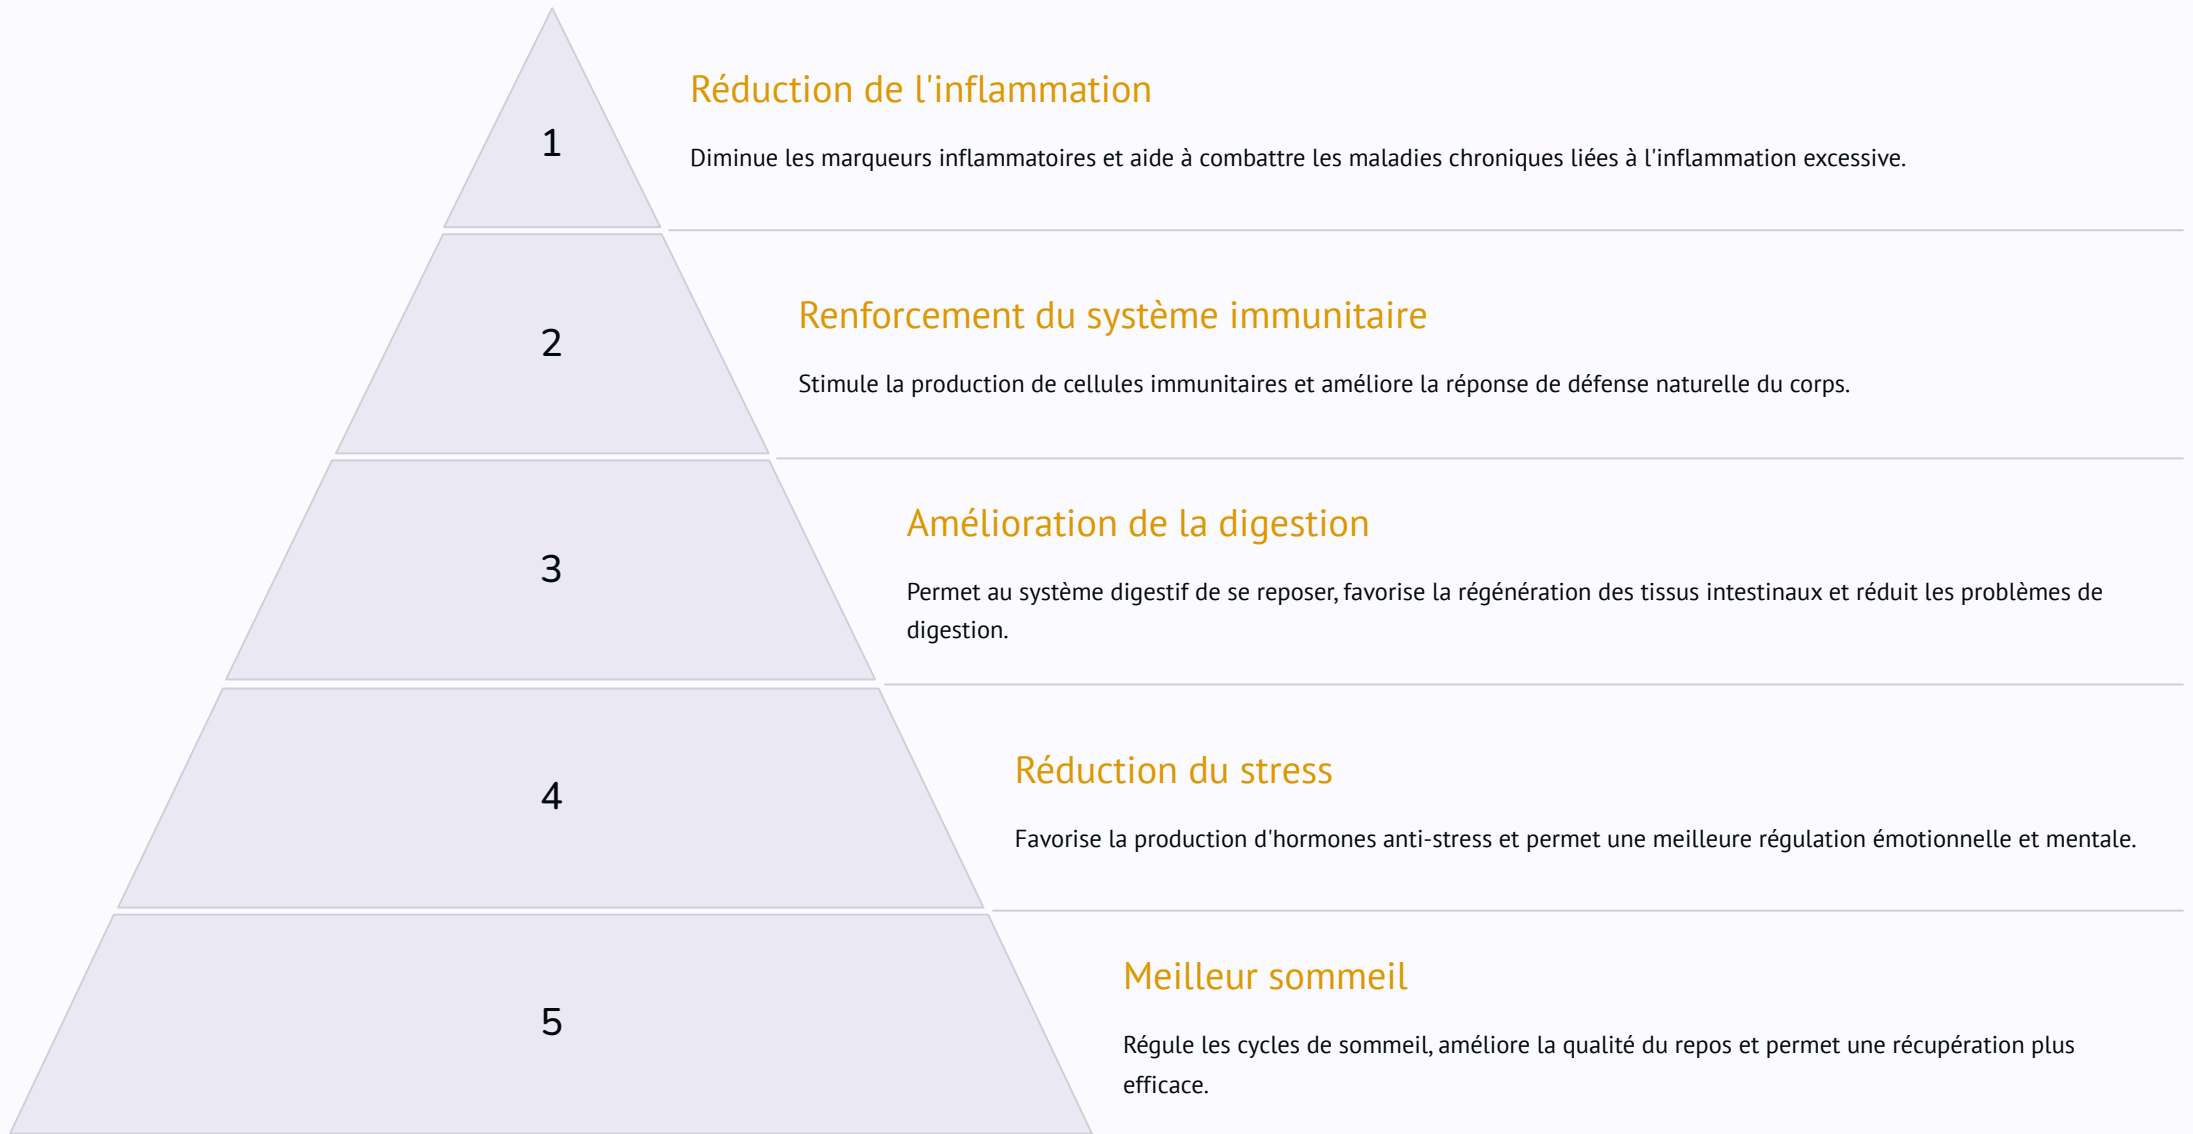 1
Réduction de l'inflammation
Diminue les marqueurs inflammatoires et aide à combattre les maladies chroniques liées à l'inflammation excessive.
2
Renforcement du système immunitaire
Stimule la production de cellules immunitaires et améliore la réponse de défense naturelle du corps.
3
Amélioration de la digestion
Permet au système digestif de se reposer, favorise la régénération des tissus intestinaux et réduit les problèmes de
digestion.
4
Réduction du stress
Favorise la production d'hormones anti-stress et permet une meilleure régulation émotionnelle et mentale.
5
Meilleur sommeil
Régule les cycles de sommeil, améliore la qualité du repos et permet une récupération plus
efficace.